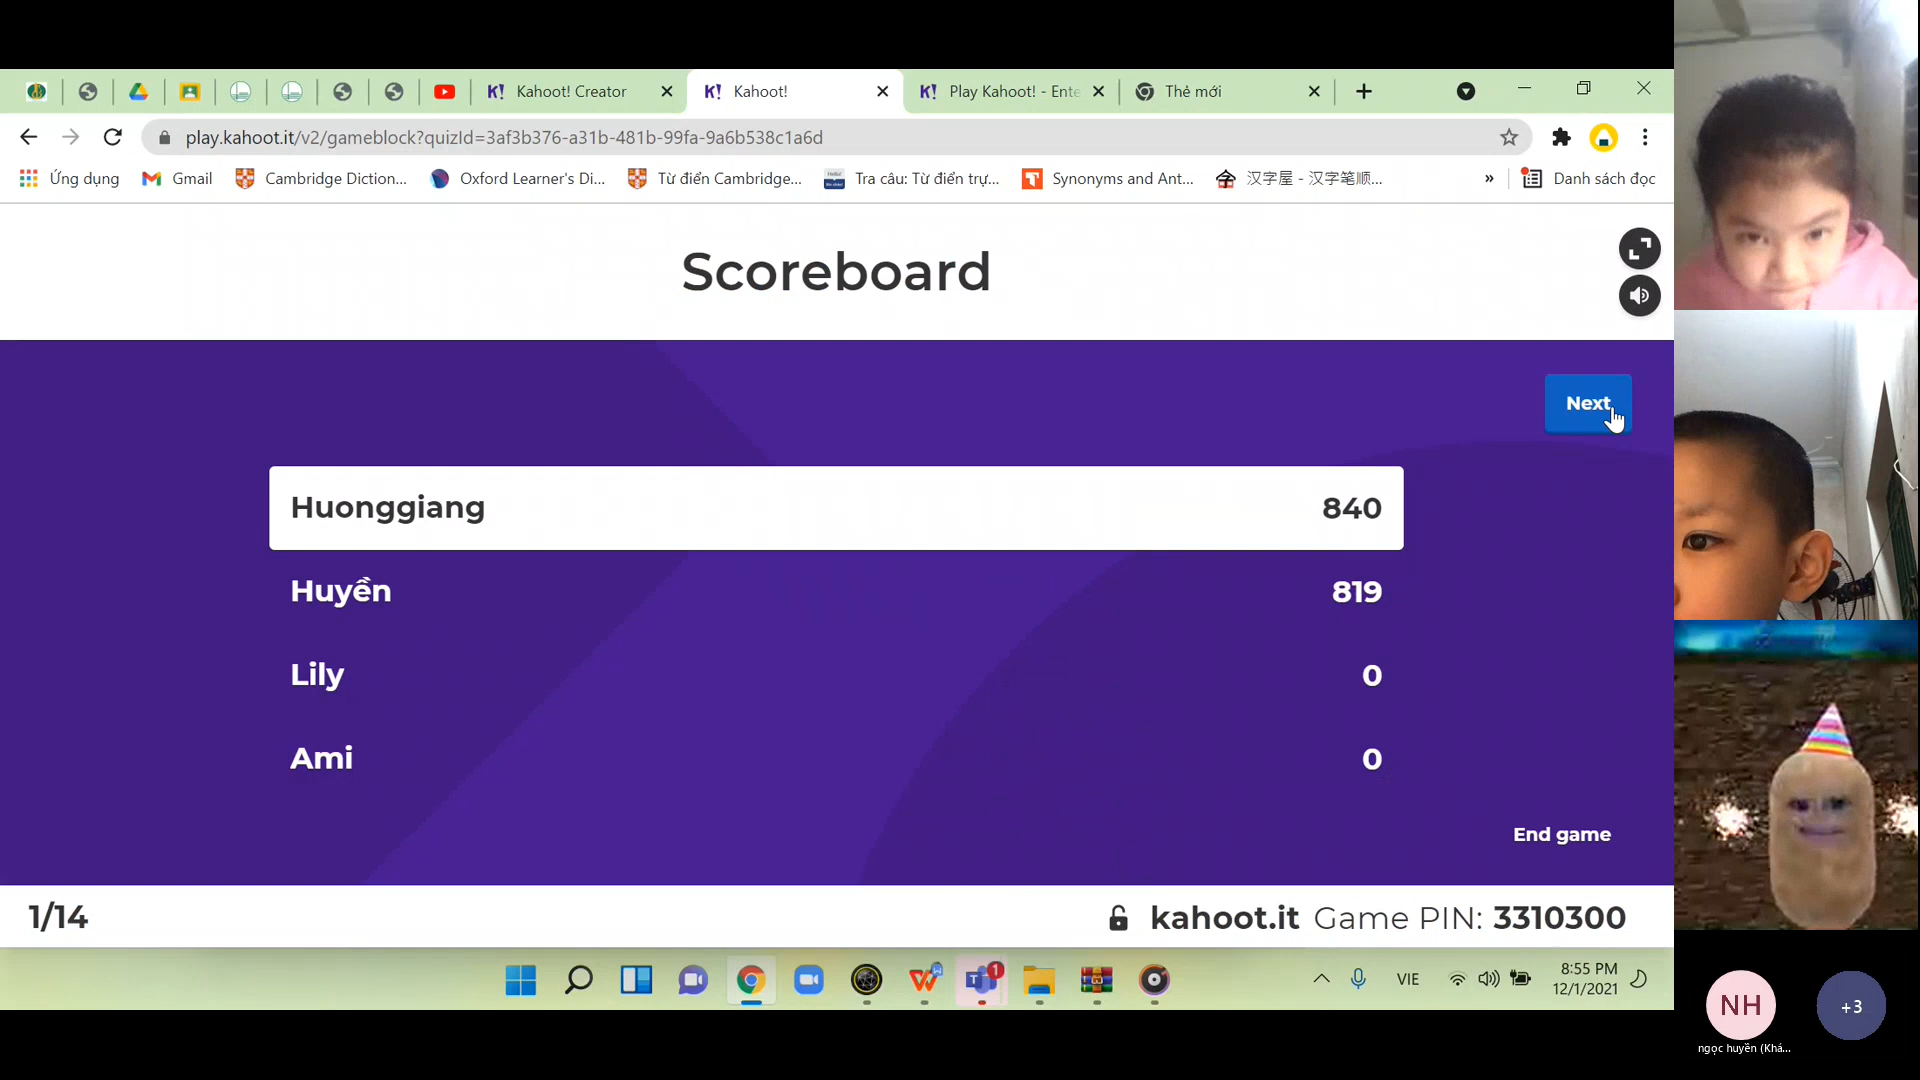 Kahoot! Creator
Kahoot!
Play Kahoot! - Ente
Thẻ mới
play.kahoot.it/v2/gameblock?quizId=3af3b376-a31b-481b-99fa-9a6b538c1a6d
Ứng dụng
Gmail
Cambridge Diction...
Oxford Learner's Di...
Từ điển Cambridge...
Tra câu: Từ điển trự...
Synonyms and Ant...
汉字屋 - 汉字笔顺...
»
Danh sách đọc
Scoreboard
Next
Huonggiang 840
Huyền 819
Lily 0
Ami 0
End game
1/14
kahoot.it Game PIN: 3310300
1
VIE
8:55 PM
12/1/2021
NH
+3
ngọc huyền (Khá...